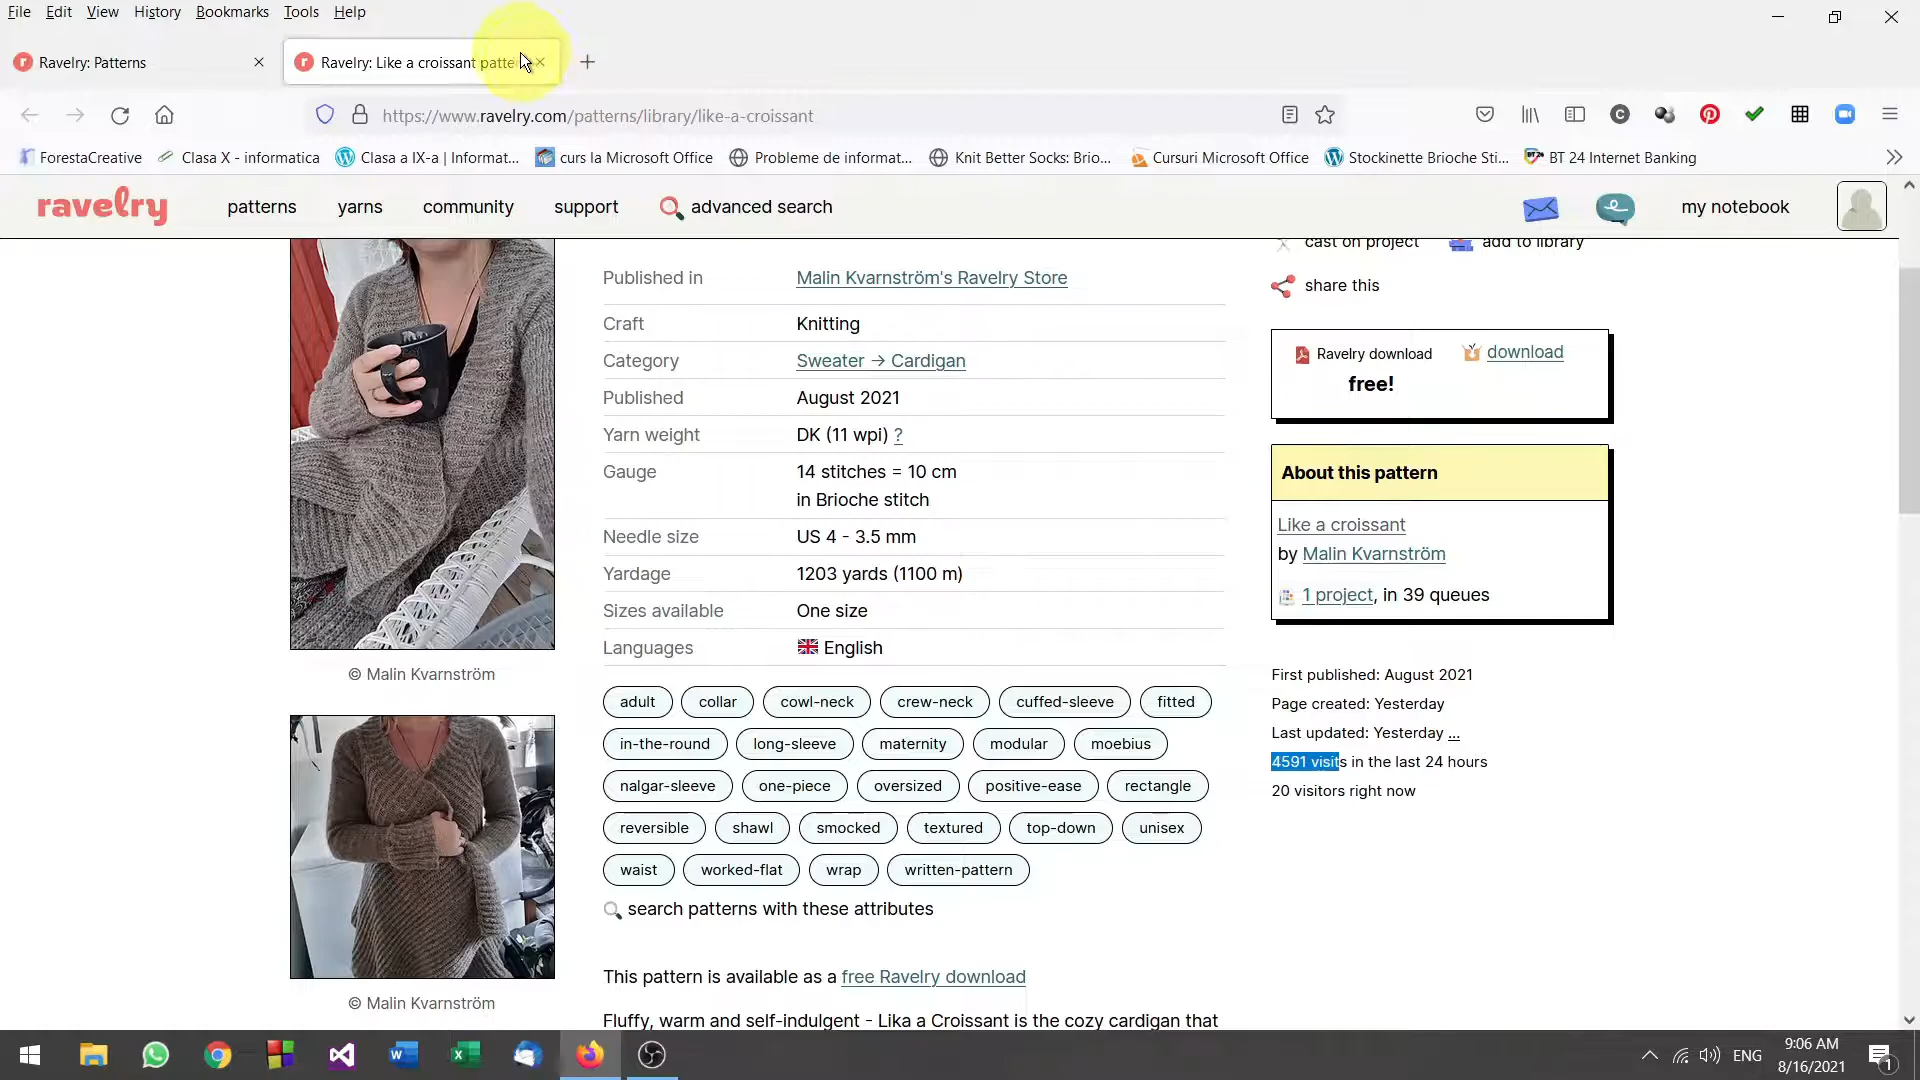 File Edit View History Bookmarks Tools Help
Ravelry: Patterns
Ravelry: Like a croissant patte
https://www.ravelry.com/patterns/library/like-a-croissant
ForestaCreative Clasa X - informatica Clasa a IX-a | Informat... curs la Microsoft Office Probleme de informat... Knit Better Socks: Brio... Cursuri Microsoft Office Stockinette Brioche Sti... BT 24 Internet Banking
ravelry patterns yarns community support advanced search my notebook
cast on project add to library
share this
Published in Malin Kvarnström's Ravelry Store
Craft Knitting
Category Sweater → Cardigan
Published August 2021
Yarn weight DK (11 wpi) ?
Gauge 14 stitches = 10 cm
in Brioche stitch
Needle size US 4 - 3.5 mm
Yardage 1203 yards (1100 m)
Sizes available One size
Languages English
adult collar cowl-neck crew-neck cuffed-sleeve fitted
in-the-round long-sleeve maternity modular moebius
nalgar-sleeve one-piece oversized positive-ease rectangle
reversible shawl smocked textured top-down unisex
waist worked-flat wrap written-pattern
search patterns with these attributes
This pattern is available as a free Ravelry download
Fluffy, warm and self-indulgent - Lika a Croissant is the cozy cardigan that
© Malin Kvarnström
© Malin Kvarnström
Ravelry download download
free!
About this pattern
Like a croissant
by Malin Kvarnström
1 project, in 39 queues
First published: August 2021
Page created: Yesterday
Last updated: Yesterday ...
4591 visits in the last 24 hours
20 visitors right now
ENG
9:06 AM
8/16/2021
1